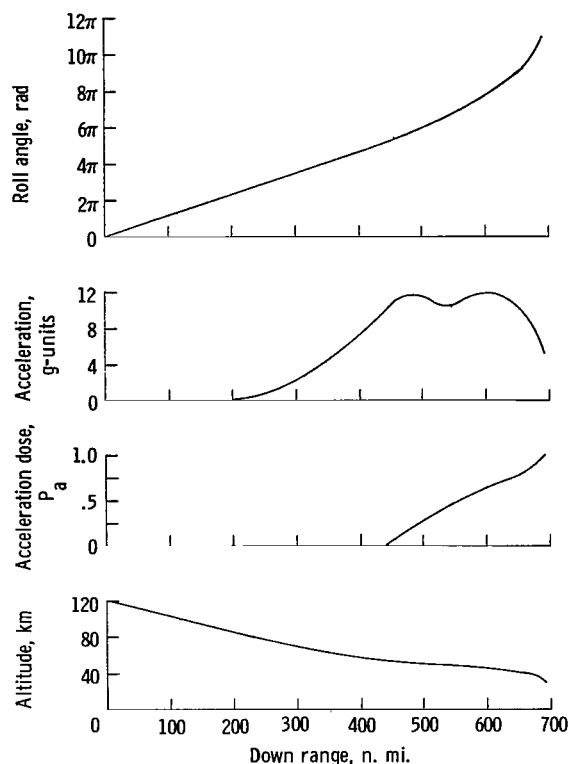 12π
10π
8π
6π
4π
2π
0
Roll angle, rad
12
8
4
0
Acceleration,
g-units
1.0
.5
0
Acceleration dose,
P_a
120
80
40
0
Altitude, km
100 200 300 400 500 600 700
Down range, n. mi.